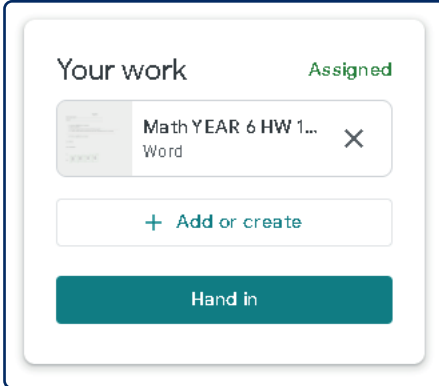 Your work
Assigned
Math YEAR 6 HW 1...
Word
+ Add or create
Hand in